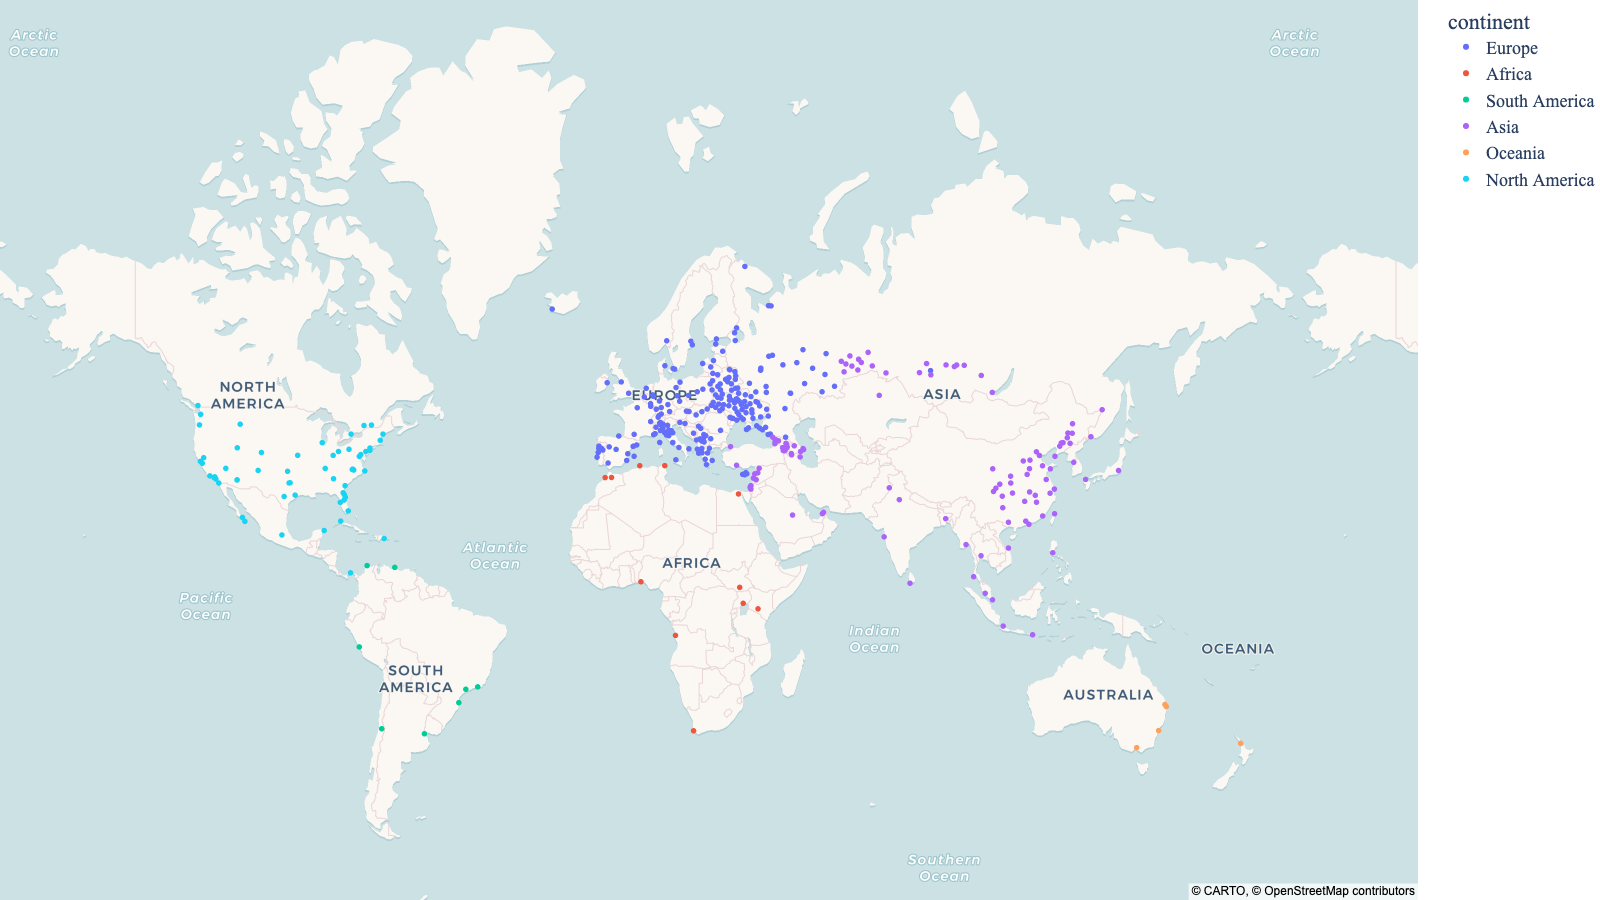 Arctic
Ocean
Arctic
Ocean
continent
Europe
Africa
South America
Asia
Oceania
North America
NORTH
AMERICA
EUROPE
ASIA
Atlantic
Ocean
AFRICA
Pacific
Ocean
Indian
Ocean
OCEANIA
SOUTH
AMERICA
AUSTRALIA
Southern
Ocean
© CARTO, © OpenStreetMap contributors